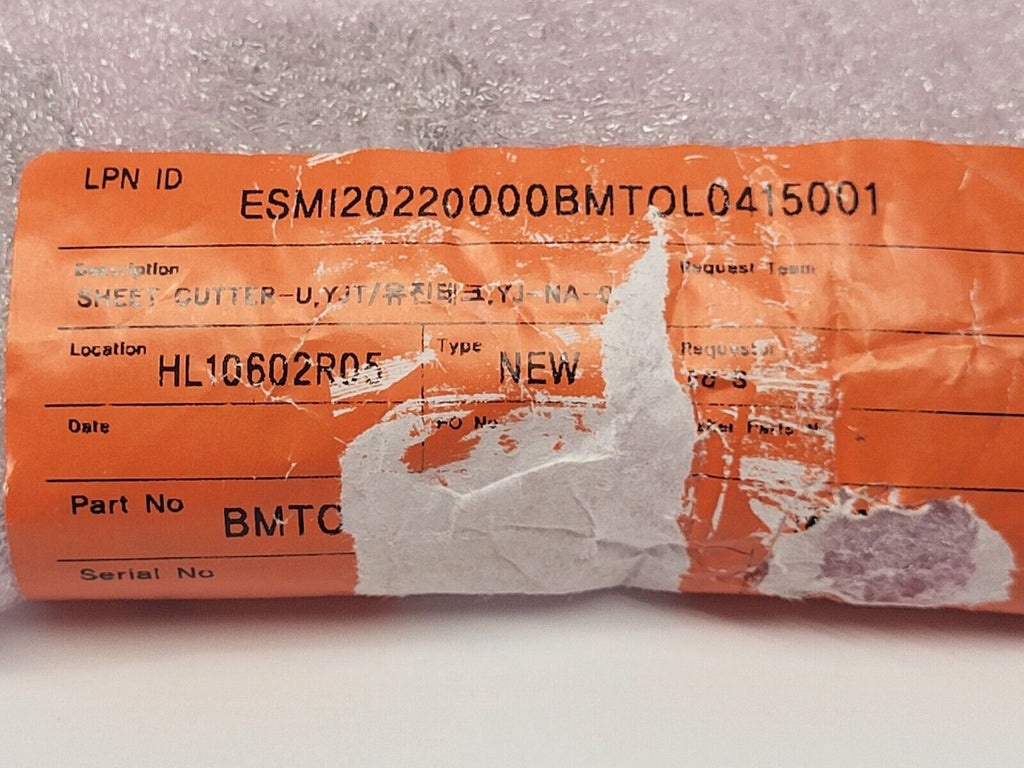 LPN ID ESMI20220000BMTOL0415001
Description Request Team
SHEET CUTTER-U,YJT/유진테크,YJ-NA-
Location HL10602R05 Type NEW Requestor
Date PO No
Part No BMTC
Serial No